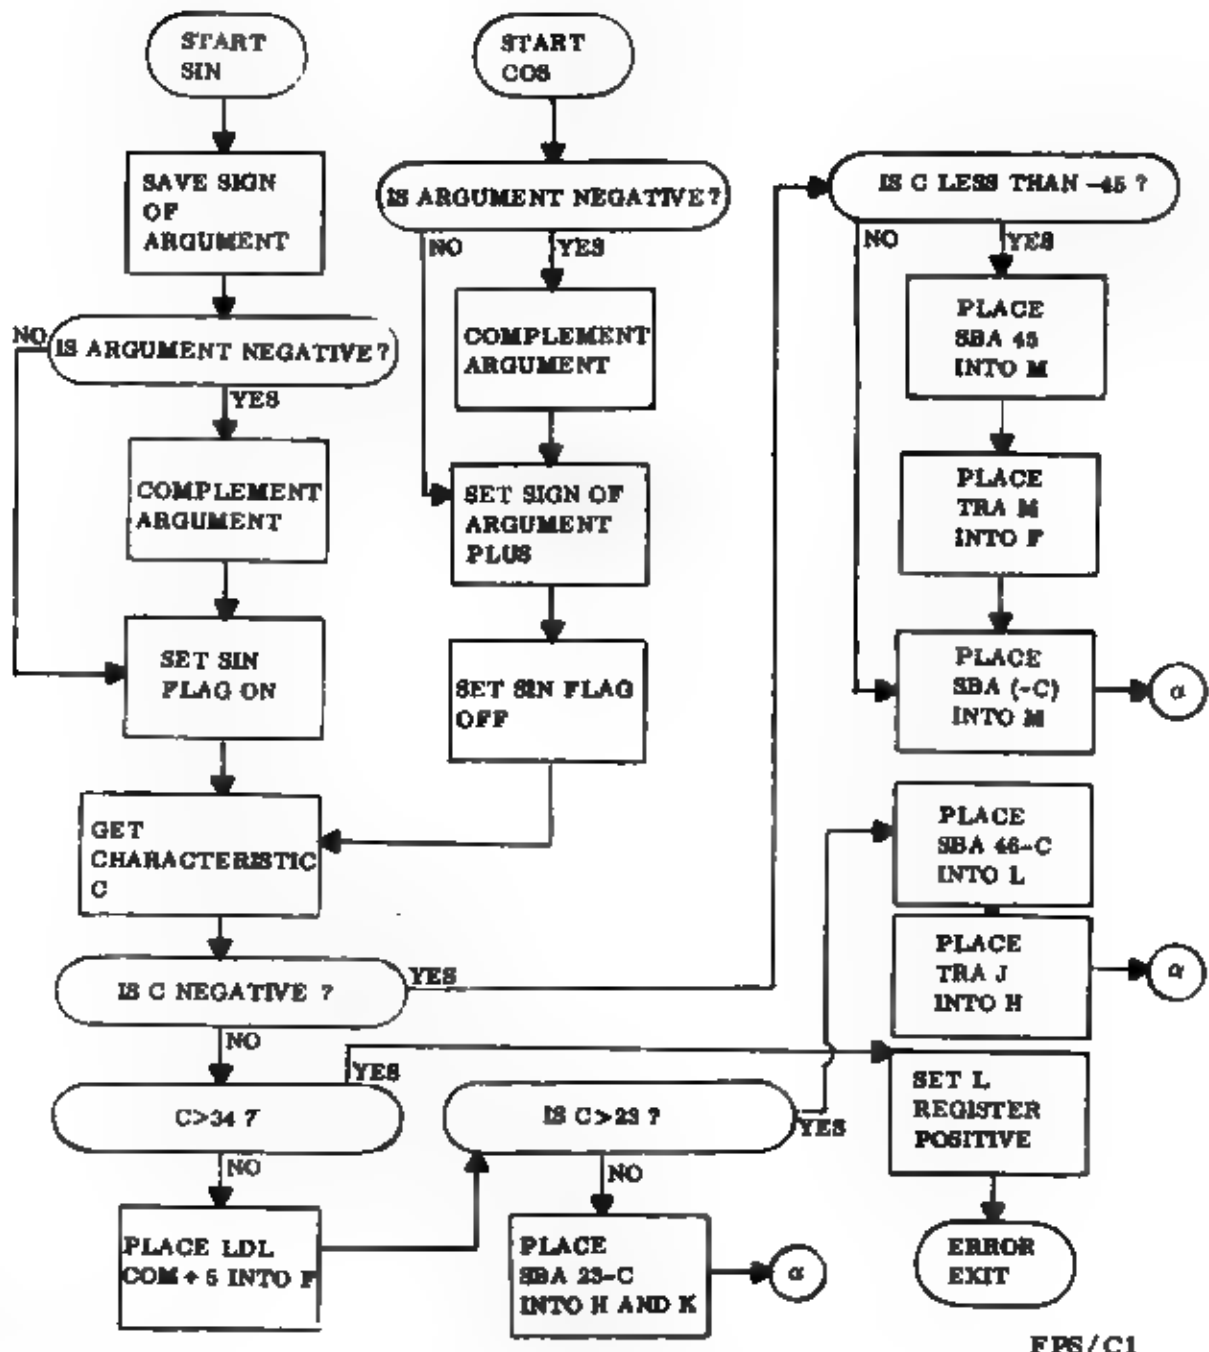 START
SIN
SAVE SIGN
OF
ARGUMENT
NO
IS ARGUMENT NEGATIVE?
YES
COMPLEMENT
ARGUMENT
SET SIN
FLAG ON
GET
CHARACTERISTIC
C
IS C NEGATIVE ?
YES
NO
C>34 ?
YES
NO
PLACE LDL
COM + 5 INTO F
START
COS
IS ARGUMENT NEGATIVE?
NO
YES
COMPLEMENT
ARGUMENT
SET SIGN OF
ARGUMENT
PLUS
SET SIN FLAG
OFF
IS C>23 ?
YES
NO
PLACE
SBA 23-C
INTO H AND K
α
IS C LESS THAN -45 ?
NO
YES
PLACE
SBA 45
INTO M
PLACE
TRA M
INTO F
PLACE
SBA (-C)
INTO M
α
PLACE
SBA 46-C
INTO L
PLACE
TRA J
INTO H
α
SET L
REGISTER
POSITIVE
ERROR
EXIT
FPS/C1